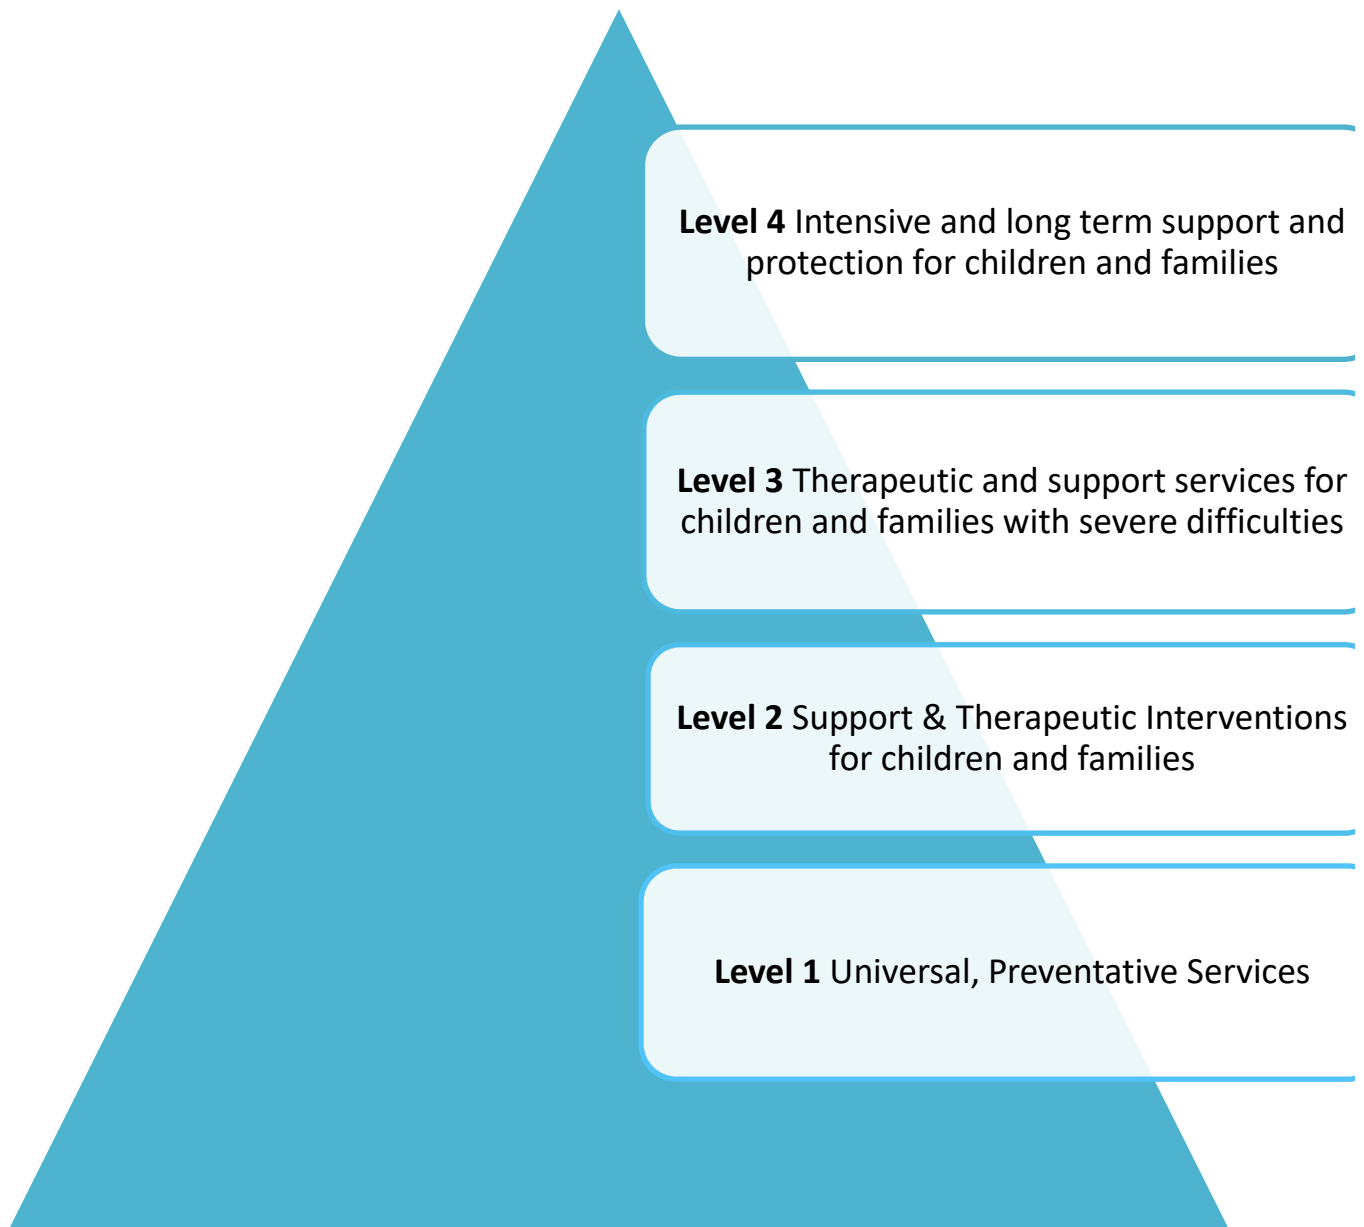 Level 4 Intensive and long term support and
protection for children and families
Level 3 Therapeutic and support services for
children and families with severe difficulties
Level 2 Support & Therapeutic Interventions
for children and families
Level 1 Universal, Preventative Services